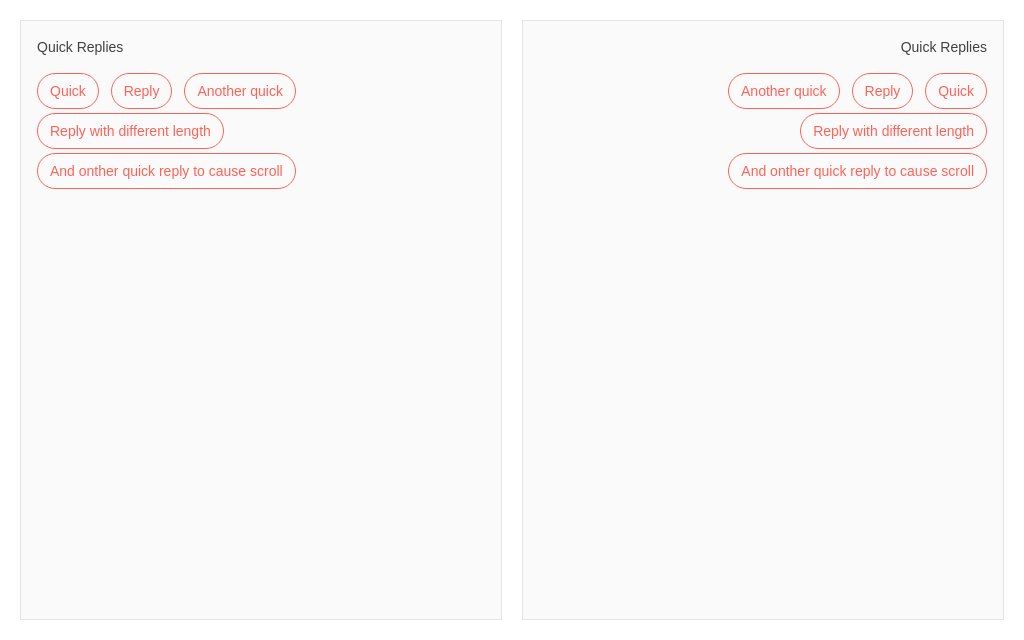 Quick Replies
Quick Reply Another quick
Reply with different length
And onther quick reply to cause scroll
Quick Replies
Another quick Reply Quick
Reply with different length
And onther quick reply to cause scroll